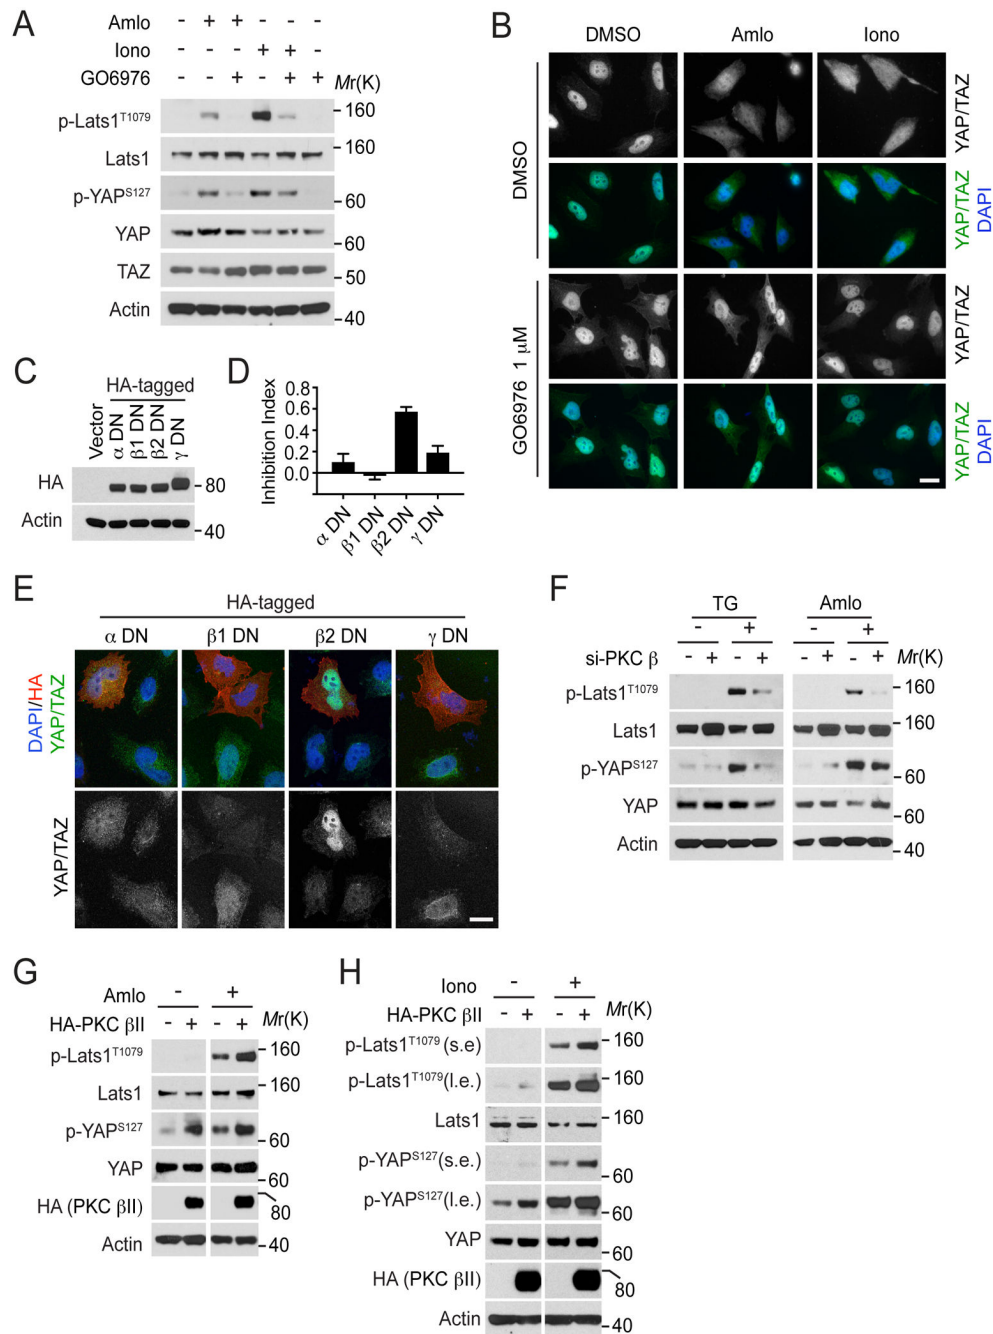 A
Amlo - + + - - -
Iono - - - + + -
GO6976 - - + - + + Mr(K)
p-Lats1T1079 160
Lats1 160
p-YAPS127 60
YAP 60
TAZ 50
Actin 40
B
DMSO Amlo Iono
DMSO
YAP/TAZ
YAP/TAZ DAPI
GO6976 1 µM
YAP/TAZ
YAP/TAZ DAPI
C
HA-tagged
Vector
α DN
β1 DN
β2 DN
γ DN
HA 80
Actin 40
D
Inhibition Index
0.8
0.6
0.4
0.2
0.0
α DN
β1 DN
β2 DN
γ DN
E
HA-tagged
α DN β1 DN β2 DN γ DN
DAPI/HA
YAP/TAZ
YAP/TAZ
F
TG Amlo
- + - +
si-PKC β - + - + - + - + Mr(K)
p-Lats1T1079 160
Lats1 160
p-YAPS127 60
YAP 60
Actin 40
G
Amlo - +
HA-PKC βII - + - + Mr(K)
p-Lats1T1079 160
Lats1 160
p-YAPS127 60
YAP 60
HA (PKC βII) 80
Actin 40
H
Iono - +
HA-PKC βII - + - + Mr(K)
p-Lats1T1079 (s.e) 160
p-Lats1T1079(l.e.) 160
Lats1 160
p-YAPS127(s.e.) 60
p-YAPS127(l.e.) 60
YAP 60
HA (PKC βII) 80
Actin 40